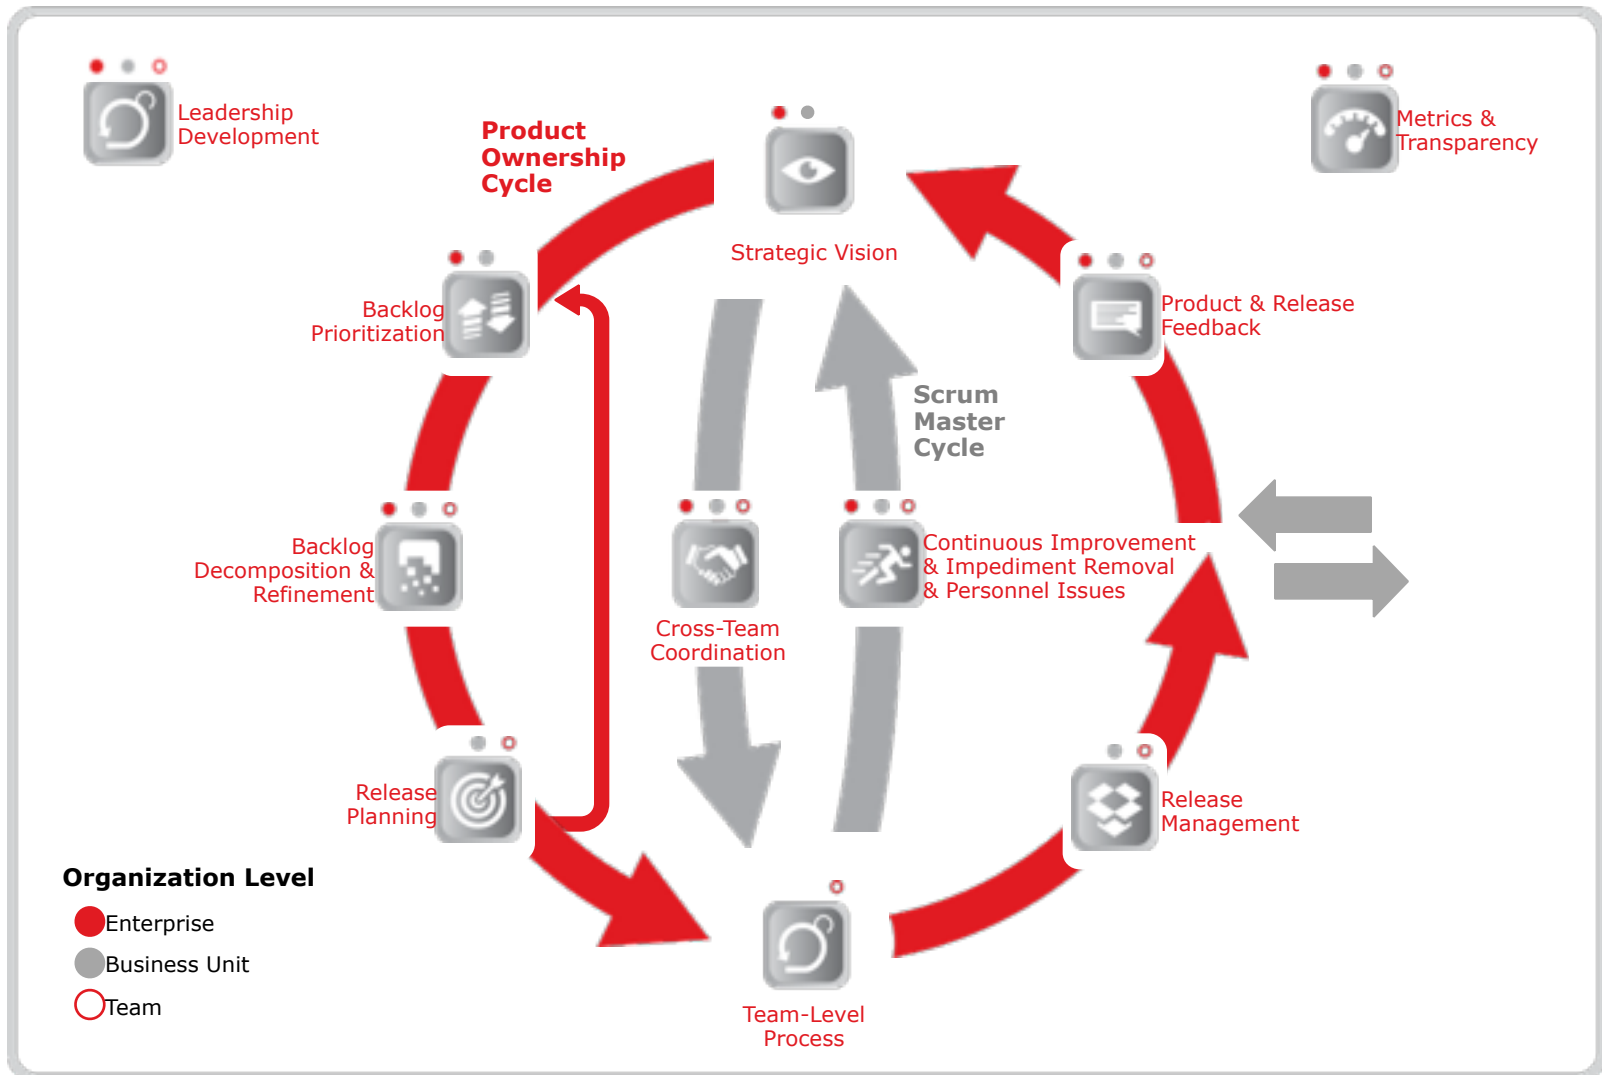 Leadership
Development
Metrics &
Transparency
Product
Ownership
Cycle
Strategic Vision
Backlog
Prioritization
Product & Release
Feedback
Scrum
Master
Cycle
Backlog
Decomposition &
Refinement
Continuous Improvement
& Impediment Removal
& Personnel Issues
Cross-Team
Coordination
Release
Planning
Release
Management
Organization Level
Enterprise
Business Unit
Team
Team-Level
Process